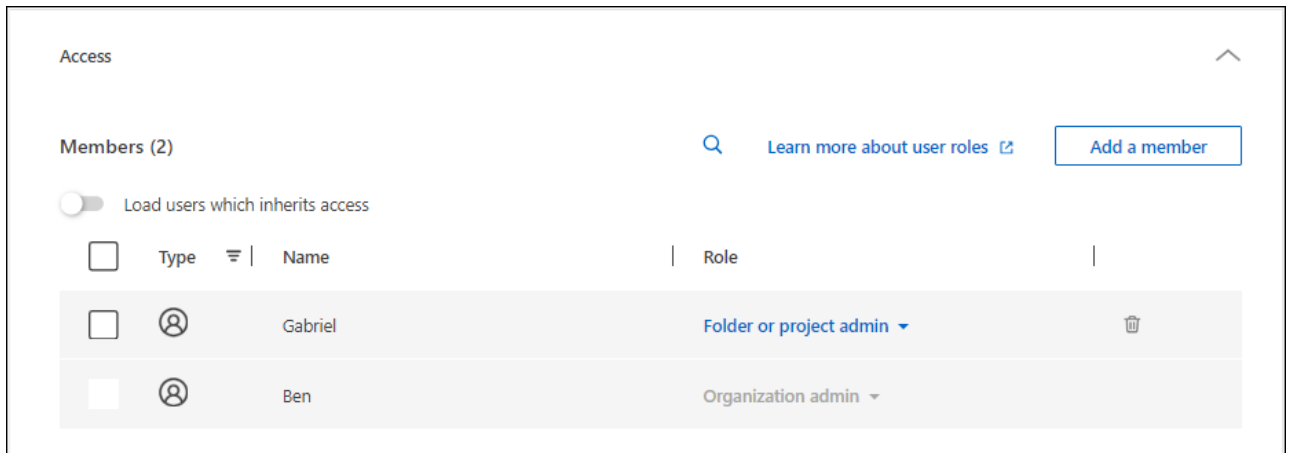 Access
Members (2)
Learn more about user roles
Add a member
Load users which inherits access
Type Name Role
Gabriel Folder or project admin
Ben Organization admin